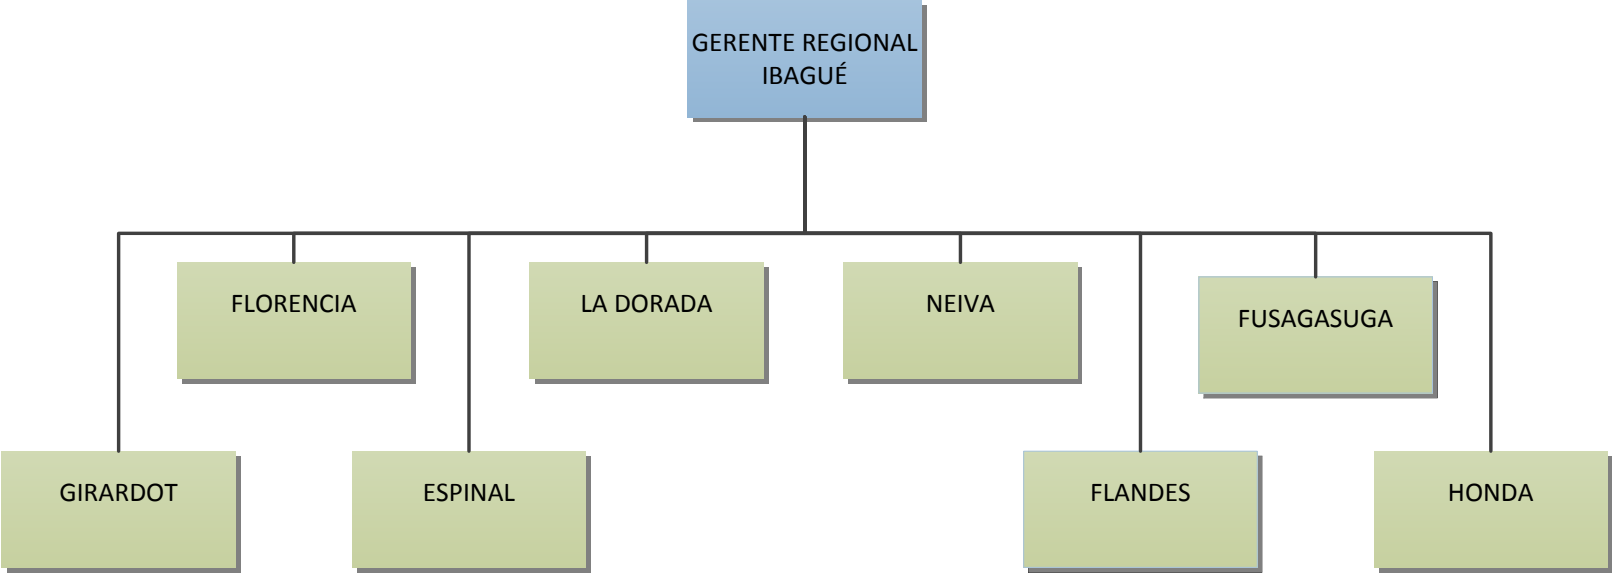 GERENTE REGIONAL
IBAGUÉ
FLORENCIA
LA DORADA
NEIVA
FUSAGASUGA
GIRARDOT
ESPINAL
FLANDES
HONDA